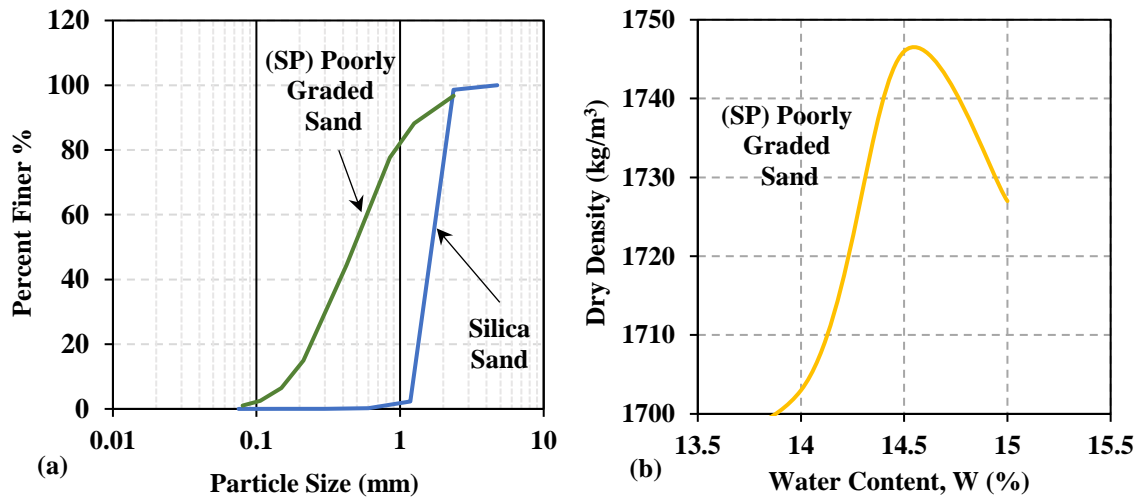 120
100
80
60
40
20
0
Percent Finer %
(SP) Poorly
Graded
Sand
Silica
Sand
0.01
0.1
1
10
(a)
Particle Size (mm)
1750
1740
1730
1720
1710
1700
Dry Density (kg/m³)
(SP) Poorly
Graded
Sand
13.5
14
14.5
15
15.5
(b)
Water Content, W (%)